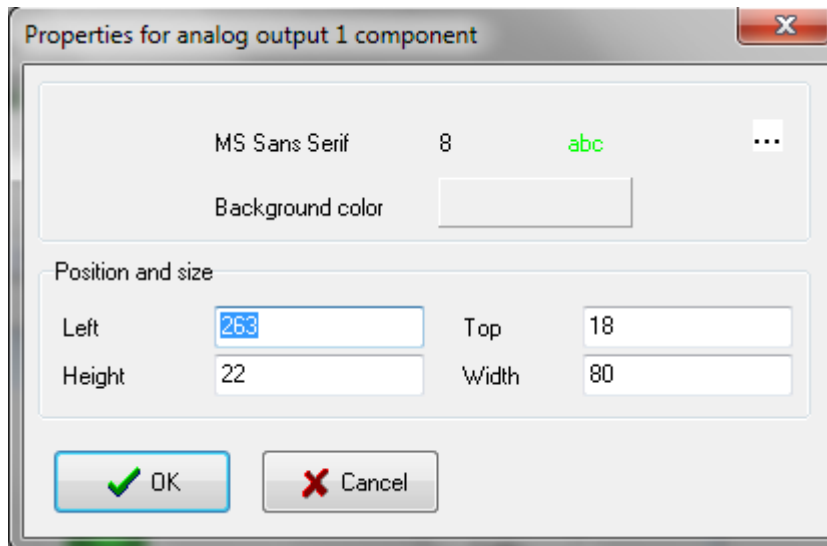 Properties for analog output 1 component
MS Sans Serif 8 abc ...
Background color
Position and size
Left 263 Top 18
Height 22 Width 80
OK Cancel